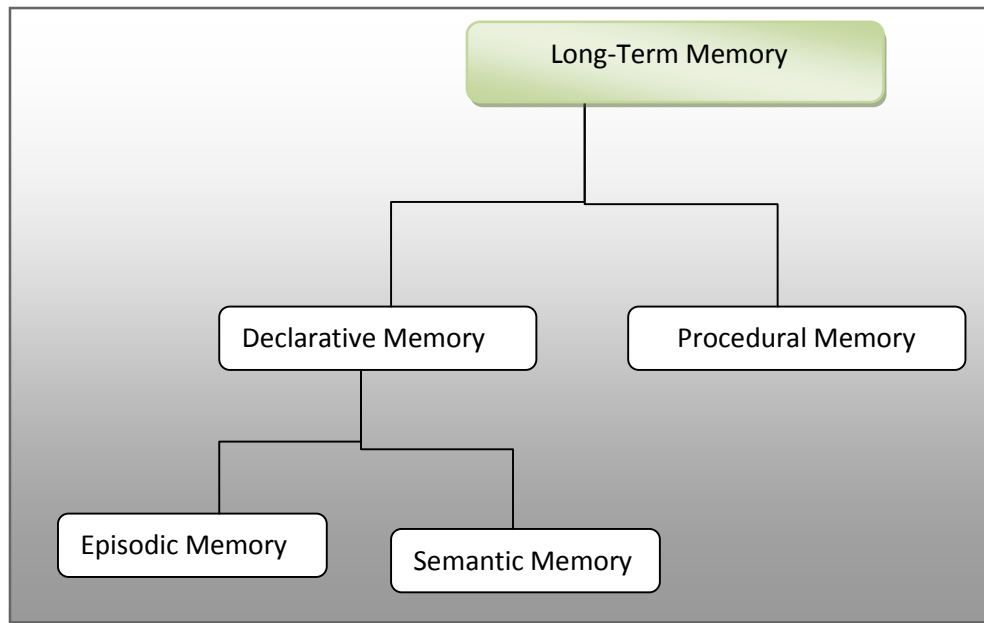 Long-Term Memory
Declarative Memory
Procedural Memory
Episodic Memory
Semantic Memory